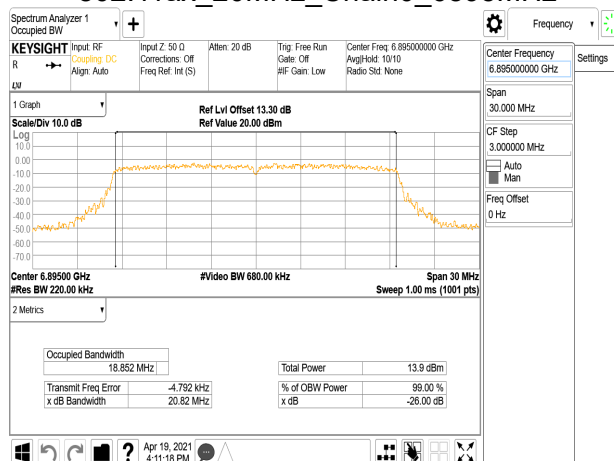 Spectrum Analyzer 1
Occupied BW
Frequency
KEYSIGHT Input: RF
Coupling: DC
Align: Auto
R
LXI
Input Z: 50 Ω
Corrections: Off
Freq Ref: Int (S)
Atten: 20 dB
Trig: Free Run
Gate: Off
#IF Gain: Low
Center Freq: 6.895000000 GHz
Avg|Hold: 10/10
Radio Std: None
Center Frequency
6.895000000 GHz
Settings
Span
30.000 MHz
CF Step
3.000000 MHz
Auto
Man
Freq Offset
0 Hz
1 Graph
Ref Lvl Offset 13.30 dB
Scale/Div 10.0 dB
Ref Value 20.00 dBm
Log
10.0
0.00
-10.0
-20.0
-30.0
-40.0
-50.0
-60.0
-70.0
Center 6.89500 GHz
#Video BW 680.00 kHz
Span 30 MHz
#Res BW 220.00 kHz
Sweep 1.00 ms (1001 pts)
2 Metrics
Occupied Bandwidth
18.852 MHz
Total Power 13.9 dBm
Transmit Freq Error -4.792 kHz
% of OBW Power 99.00 %
x dB Bandwidth 20.82 MHz
x dB -26.00 dB
Apr 19, 2021
4:11:18 PM